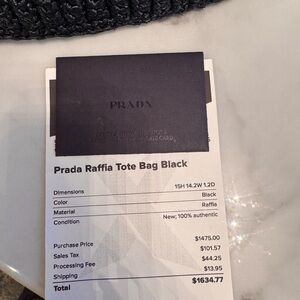 PRADA
Prada Raffia Tote Bag Black
Dimensions 15H 14.2W 1.2D
Color Black
Material Raffia
Condition New; 100% authentic
Purchase Price $1475.00
Sales Tax $101.57
Processing Fee $44.25
Shipping $13.95
Total $1634.77